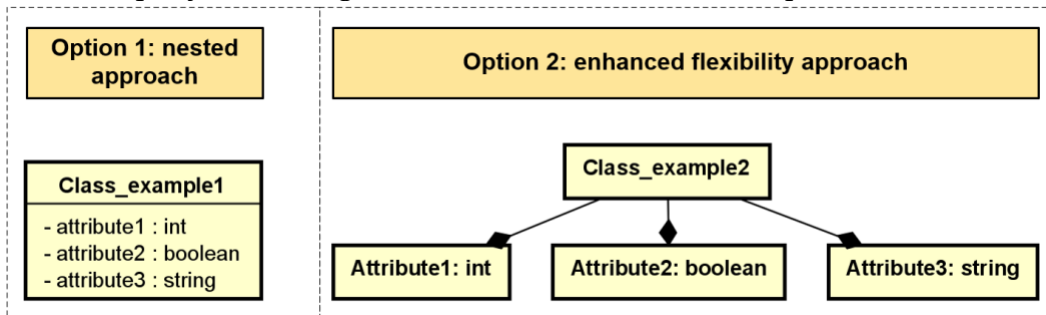 Option 1: nested
approach
Option 2: enhanced flexibility approach
Class_example1
- attribute1 : int
- attribute2 : boolean
- attribute3 : string
Class_example2
Attribute1: int
Attribute2: boolean
Attribute3: string